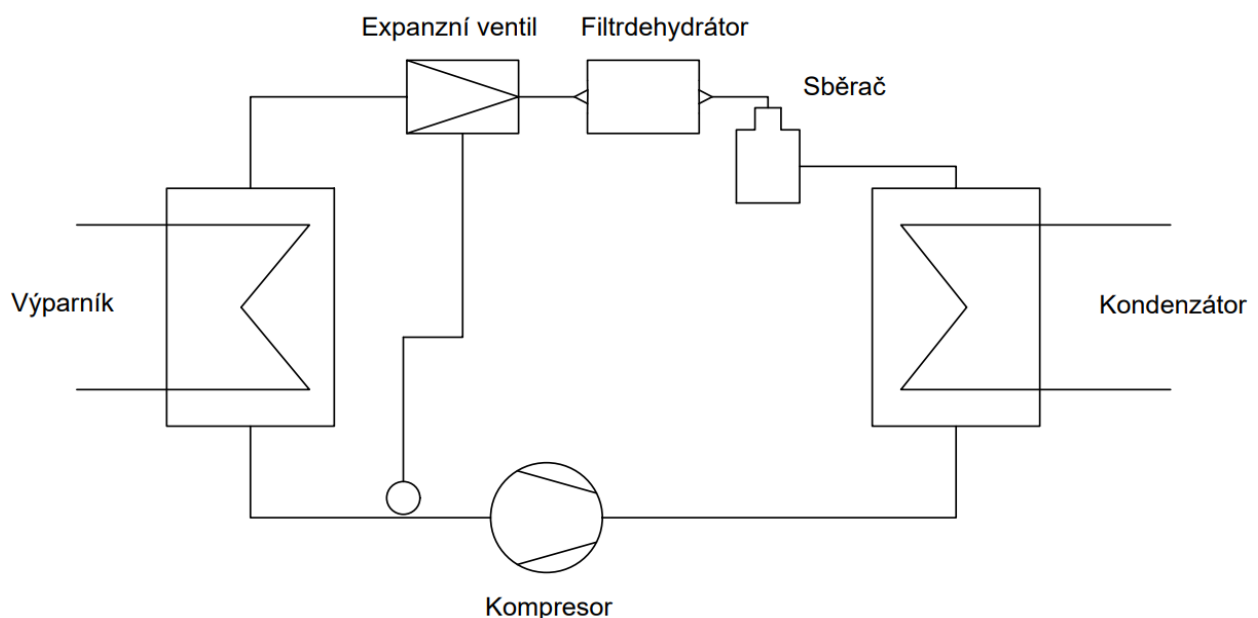 Expanzní ventil
Filtrdehydrátor
Sběrač
Výparník
Kondenzátor
Kompresor